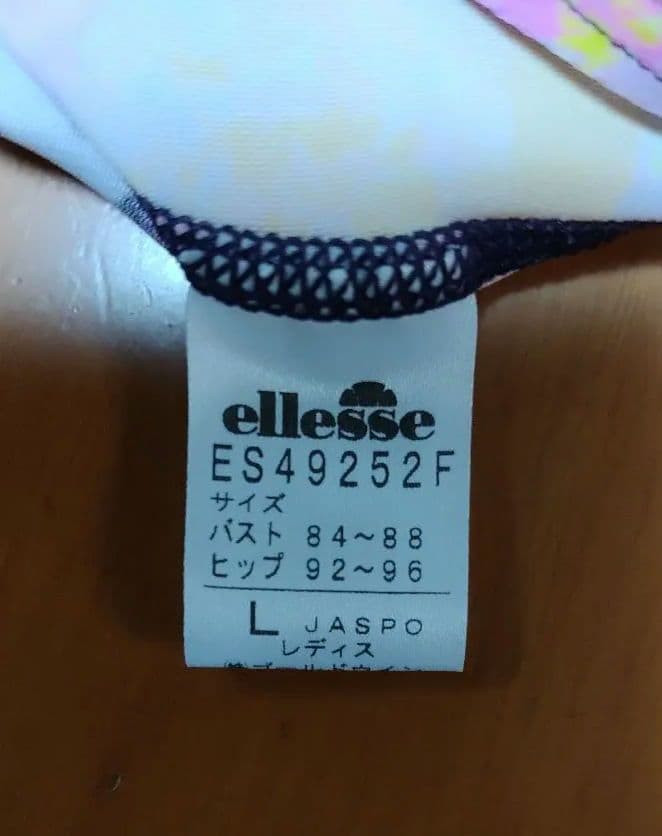 ellesse
ES49252F
サイズ
バスト 84～88
ヒップ 92～96
L JASPO
レディス